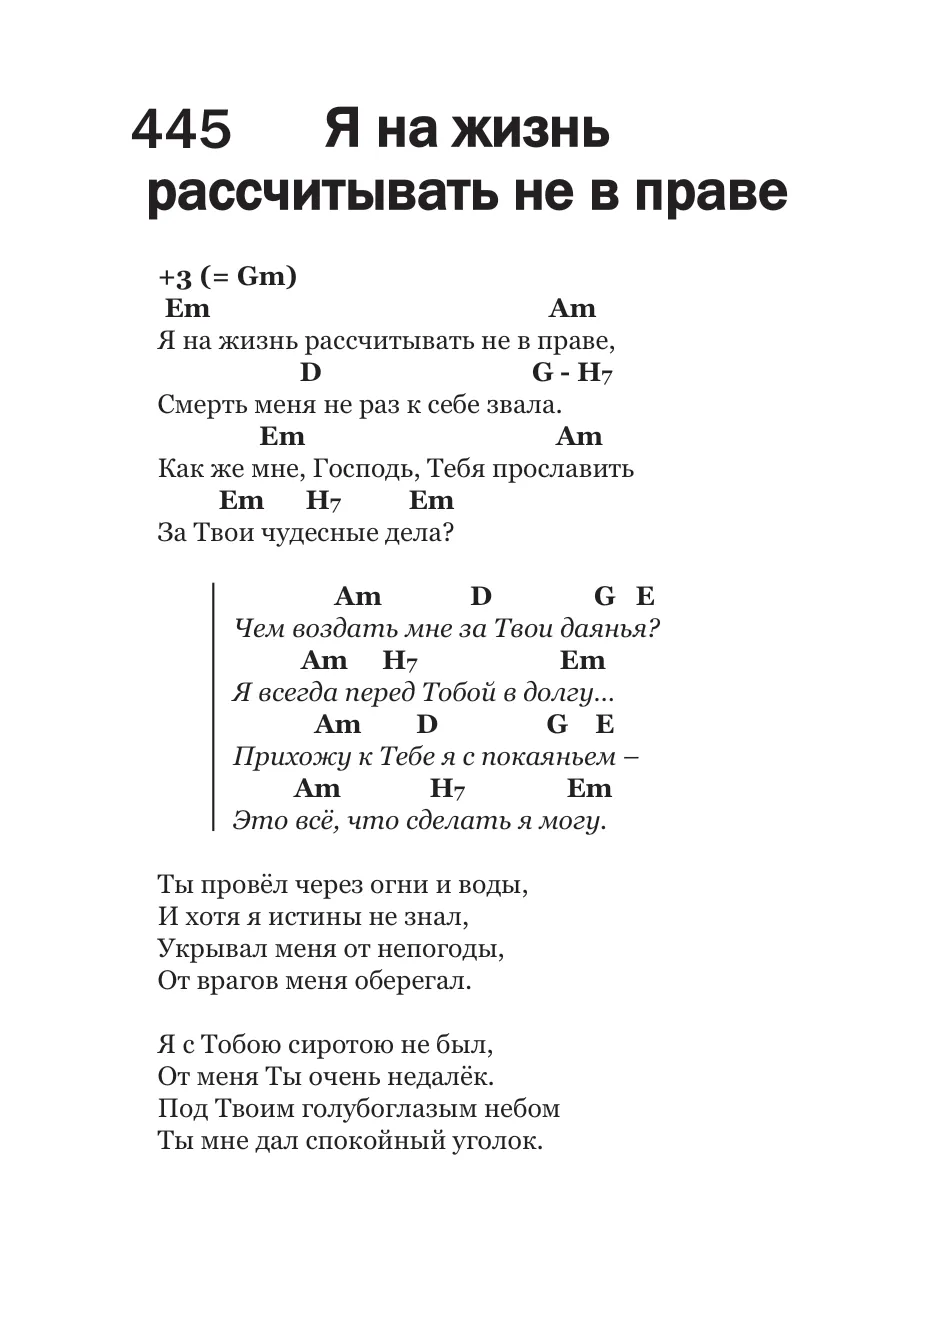 445 Я на жизнь
рассчитывать не в праве
+3 (= Gm)
Em Am
Я на жизнь рассчитывать не в праве,
D G - H7
Смерть меня не раз к себе звала.
Em Am
Как же мне, Господь, Тебя прославить
Em H7 Em
За Твои чудесные дела?
Am D G E
Чем воздать мне за Твои даянья?
Am H7 Em
Я всегда перед Тобой в долгу...
Am D G E
Прихожу к Тебе я с покаяньем –
Am H7 Em
Это всё, что сделать я могу.
Ты провёл через огни и воды,
И хотя я истины не знал,
Укрывал меня от непогоды,
От врагов меня оберегал.
Я с Тобою сиротою не был,
От меня Ты очень недалёк.
Под Твоим голубоглазым небом
Ты мне дал спокойный уголок.